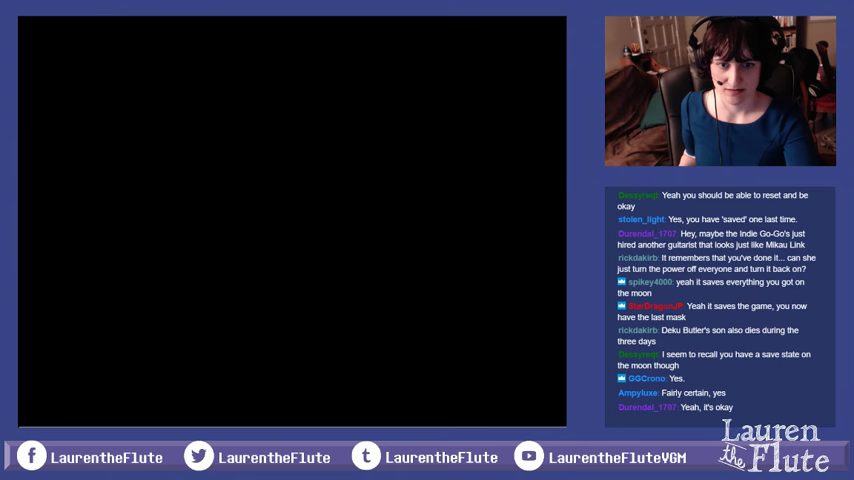 Dessyreqt: Yeah you should be able to reset and be
okay
stolen_light: Yes, you have 'saved' one last time.
Durendal_1707: Hey, maybe the Indie Go-Go's just
hired another guitarist that looks just like Mikau Link
rickdakirb: It remembers that you've done it... can she
just turn the power off everyone and turn it back on?
spikey4000: yeah it saves everything you got on
the moon
StarDragonJP: Yeah it saves the game, you now
have the last mask
rickdakirb: Deku Butler's son also dies during the
three days
Dessyreqt: I seem to recall you have a save state on
the moon though
GGCrono: Yes.
Ampyluxe: Fairly certain, yes
Durendal_1707: Yeah, it's okay
LaurentheFlute
LaurentheFlute
LaurentheFlute
LaurentheFluteVGM
Lauren
the Flute